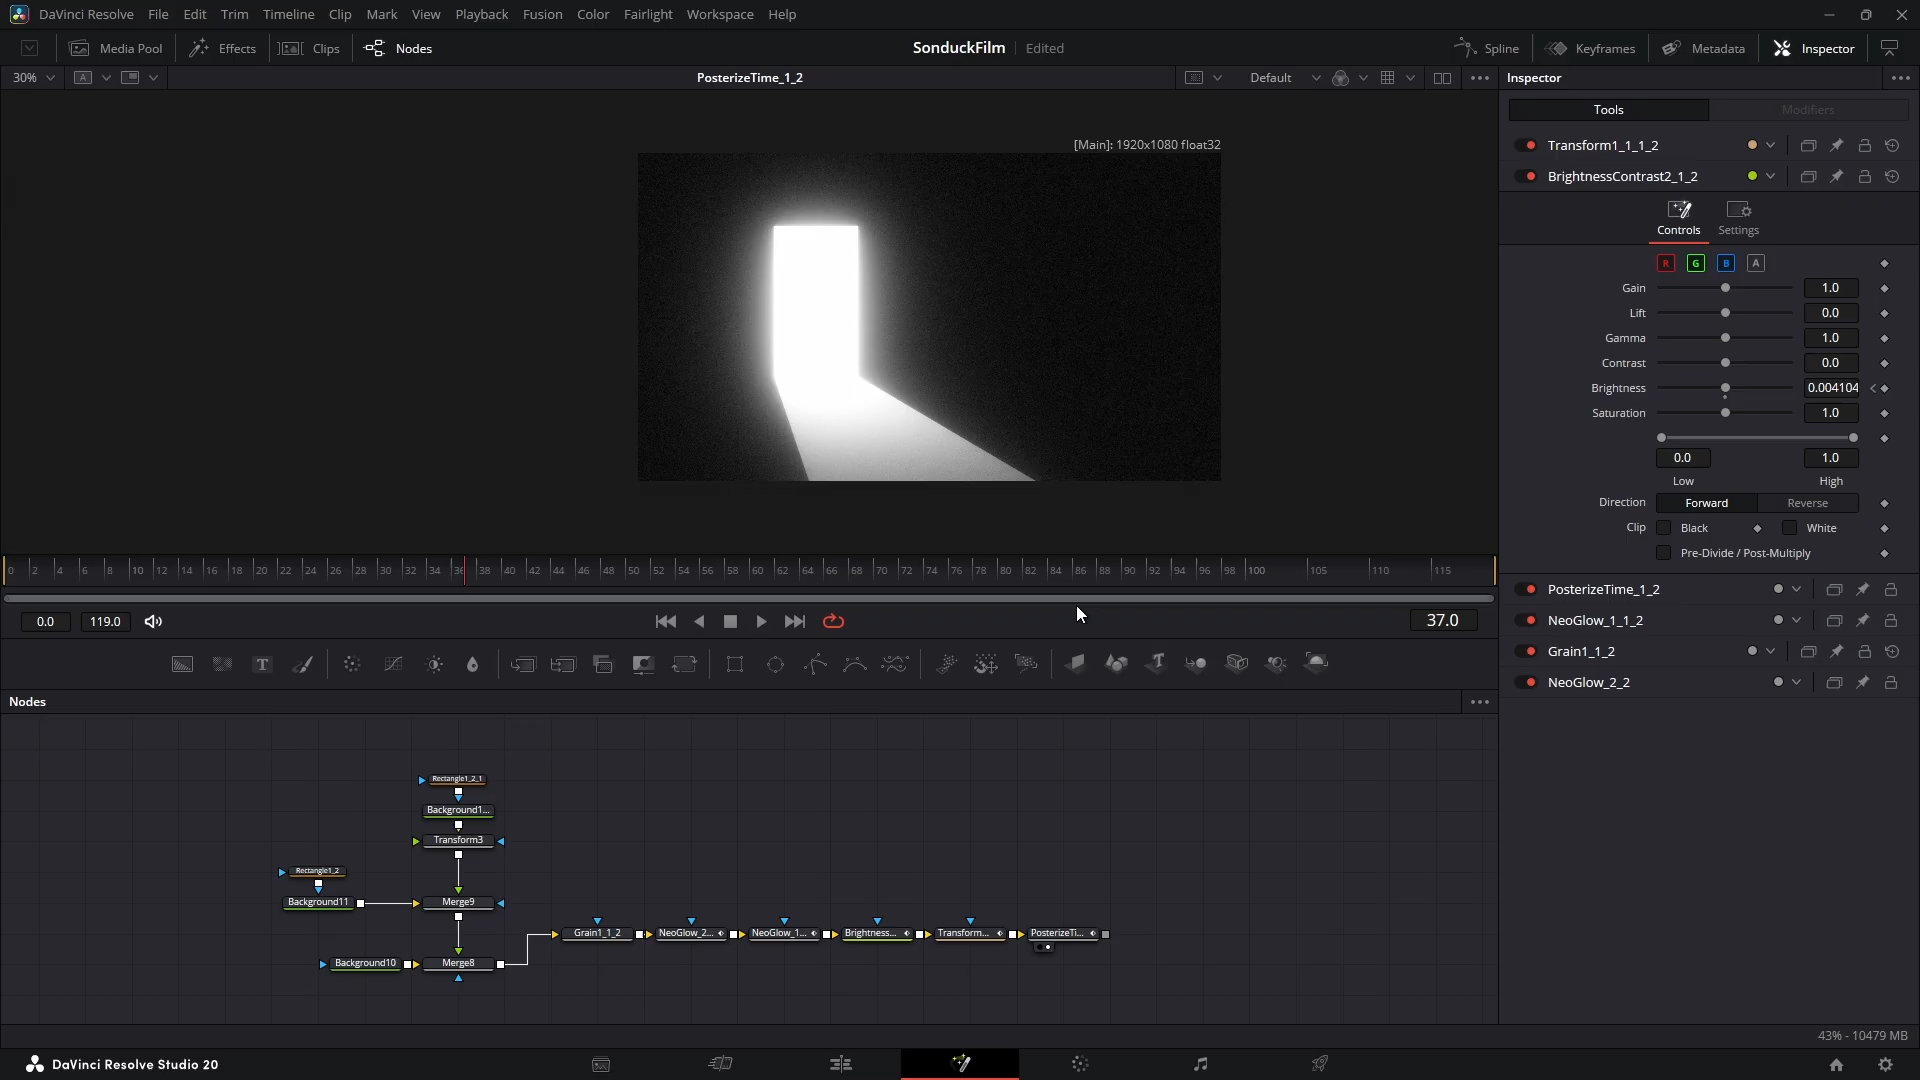 DaVinci Resolve File Edit Trim Timeline Clip Mark View Playback Fusion Color Fairlight Workspace Help
Media Pool Effects Clips Nodes SonduckFilm Edited Spline Keyframes Metadata Inspector
30% A PosterizeTime_1_2 Default Inspector
Tools Modifiers
[Main]: 1920x1080 float32
Transform1_1_1_2
BrightnessContrast2_1_2
Controls Settings
R G B A
Gain 1.0
Lift 0.0
Gamma 1.0
Contrast 0.0
Brightness 0.004104
Saturation 1.0
0.0 1.0
Low High
Direction Forward Reverse
Clip Black White
Pre-Divide / Post-Multiply
0 2 4 6 8 10 12 14 16 18 20 22 24 26 28 30 32 34 36 38 40 42 44 46 48 50 52 54 56 58 60 62 64 66 68 70 72 74 76 78 80 82 84 86 88 90 92 94 96 98 100 105 110 115
PosterizeTime_1_2
0.0 119.0 37.0
NeoGlow_1_1_2
Grain1_1_2
NeoGlow_2_2
T
Nodes
Rectangle1_2_1
Background1...
Transform3
Rectangle1_2
Background11 Merge9
Grain1_1_2 NeoGlow_2... NeoGlow_1... Brightness... Transform... PosterizeTi...
Background10 Merge8
43% - 10479 MB
DaVinci Resolve Studio 20